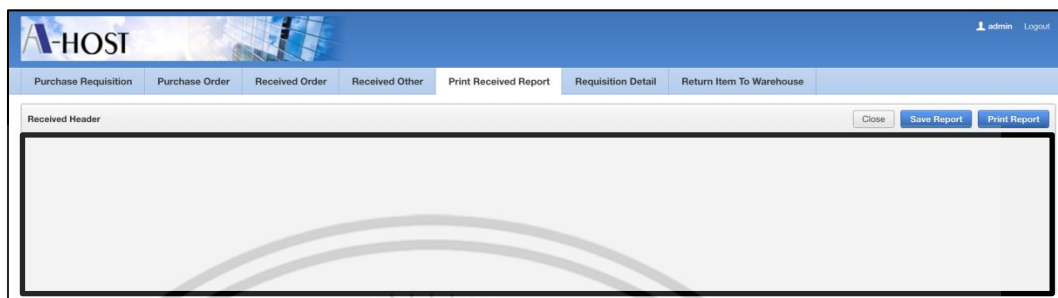 A-HOST
admin Logout
Purchase Requisition Purchase Order Received Order Received Other Print Received Report Requisition Detail Return Item To Warehouse
Received Header Close Save Report Print Report